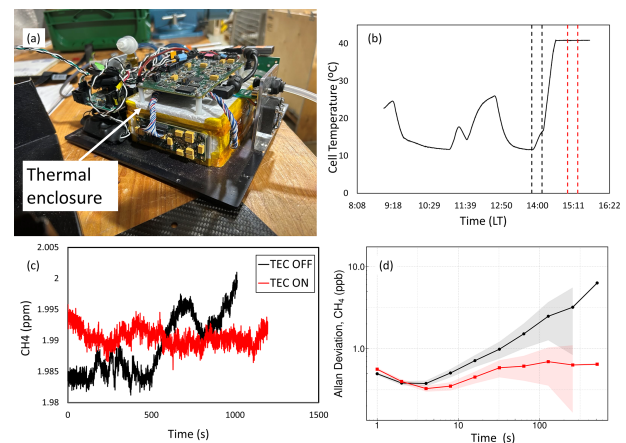 (a)
Thermal
enclosure
(b)
Cell Temperature (ºC)
40
30
20
10
0
8:08 9:18 10:29 11:39 12:50 14:00 15:11 16:22
Time (LT)
(c)
CH4 (ppm)
2.005
2
1.995
1.99
1.985
1.98
TEC OFF
TEC ON
0 500 1000 1500
Time (s)
(d)
Allan Deviation, CH₄ (ppb)
10.0
1.0
1 10 100
Time (s)